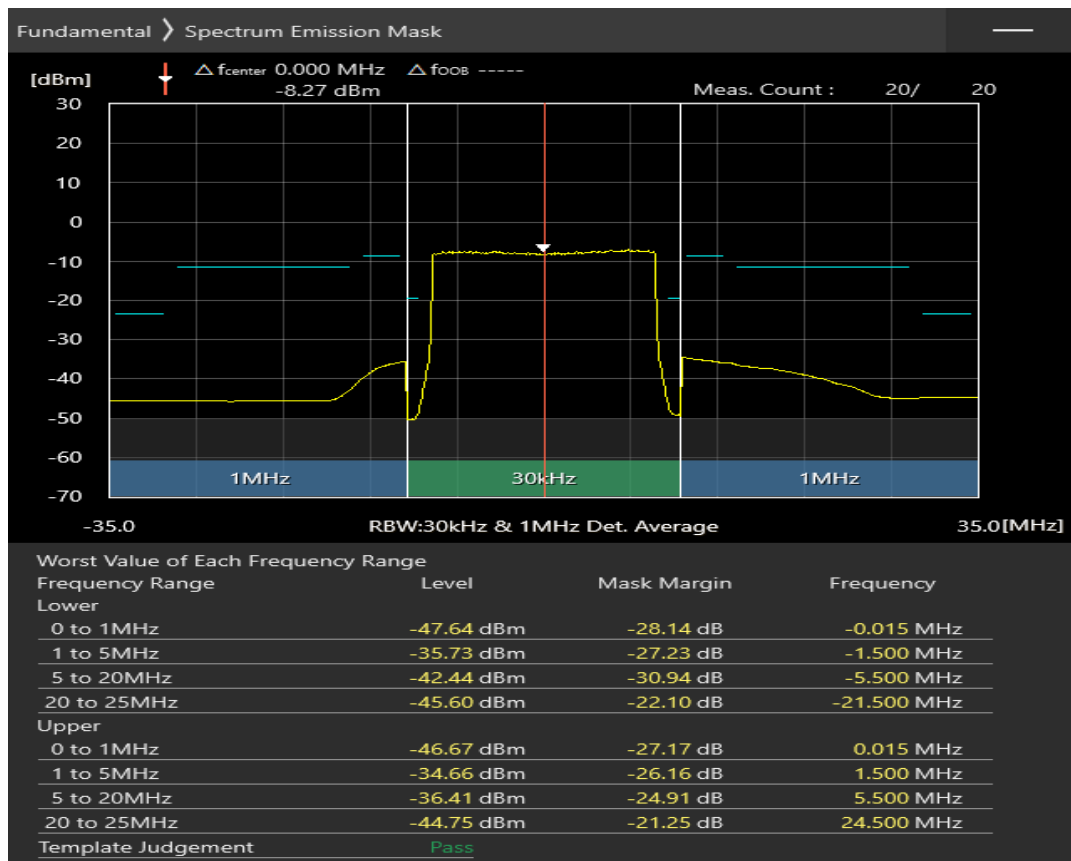 Fundamental ❯ Spectrum Emission Mask
[dBm] △ fcenter 0.000 MHz △ fOOB -----
-8.27 dBm Meas. Count : 20/ 20
30
20
10
0
-10
-20
-30
-40
-50
-60
-70
1MHz 30kHz 1MHz
-35.0 RBW:30kHz & 1MHz Det. Average 35.0[MHz]
Worst Value of Each Frequency Range
Frequency Range Level Mask Margin Frequency
Lower
0 to 1MHz -47.64 dBm -28.14 dB -0.015 MHz
1 to 5MHz -35.73 dBm -27.23 dB -1.500 MHz
5 to 20MHz -42.44 dBm -30.94 dB -5.500 MHz
20 to 25MHz -45.60 dBm -22.10 dB -21.500 MHz
Upper
0 to 1MHz -46.67 dBm -27.17 dB 0.015 MHz
1 to 5MHz -34.66 dBm -26.16 dB 1.500 MHz
5 to 20MHz -36.41 dBm -24.91 dB 5.500 MHz
20 to 25MHz -44.75 dBm -21.25 dB 24.500 MHz
Template Judgement Pass